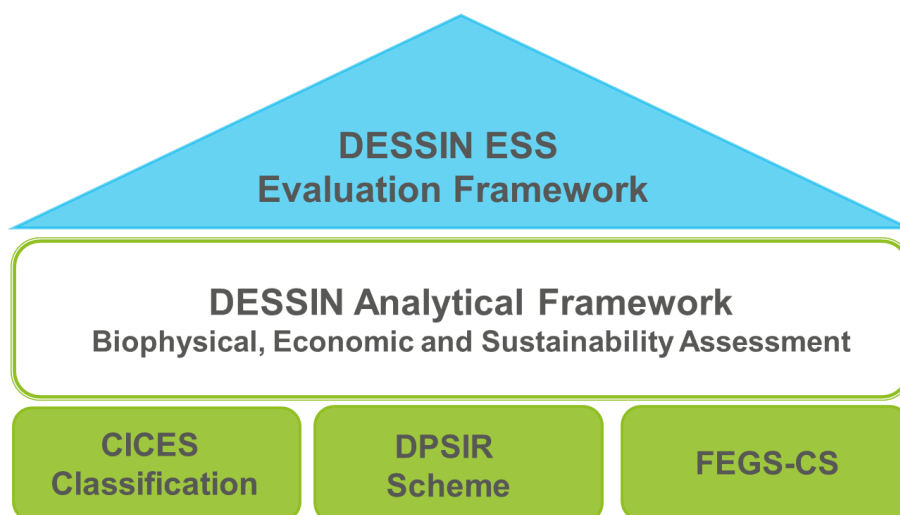 DESSIN ESS
Evaluation Framework
DESSIN Analytical Framework
Biophysical, Economic and Sustainability Assessment
CICES
Classification
DPSIR
Scheme
FEGS-CS